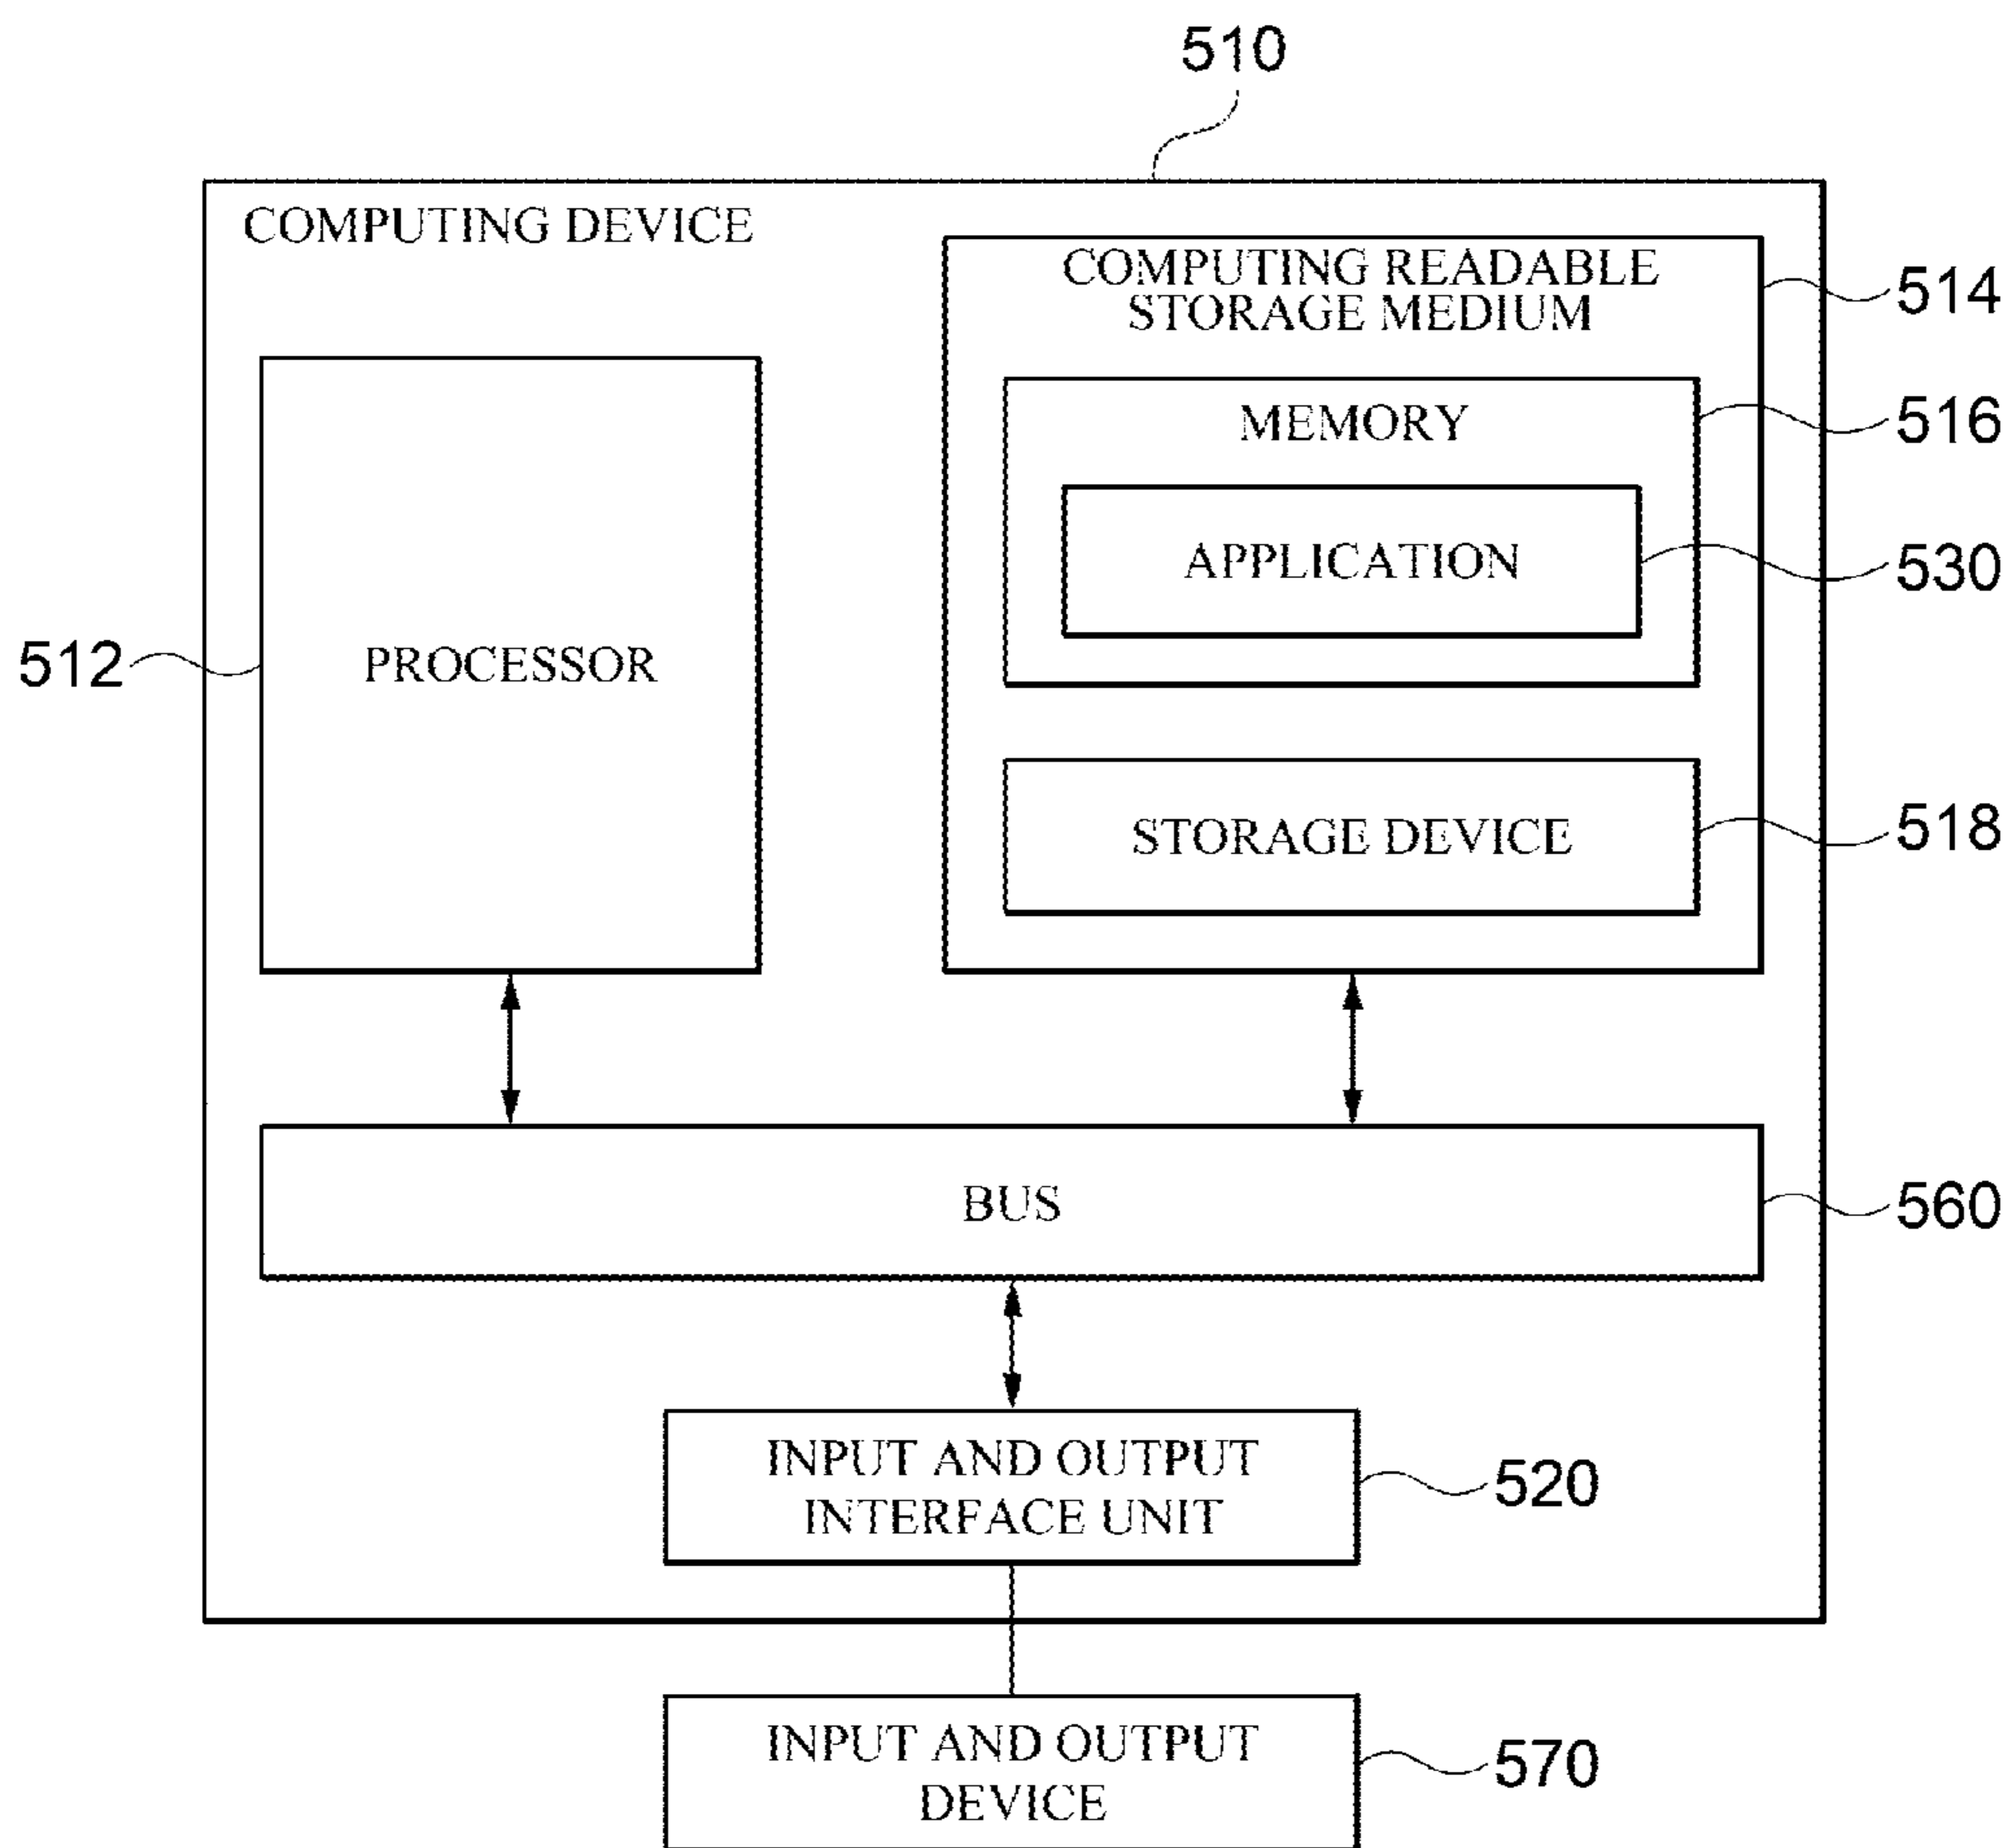 510
COMPUTING DEVICE
COMPUTING READABLE
STORAGE MEDIUM
514
MEMORY
516
APPLICATION
530
512
PROCESSOR
STORAGE DEVICE
518
BUS
560
INPUT AND OUTPUT
INTERFACE UNIT
520
INPUT AND OUTPUT
DEVICE
570